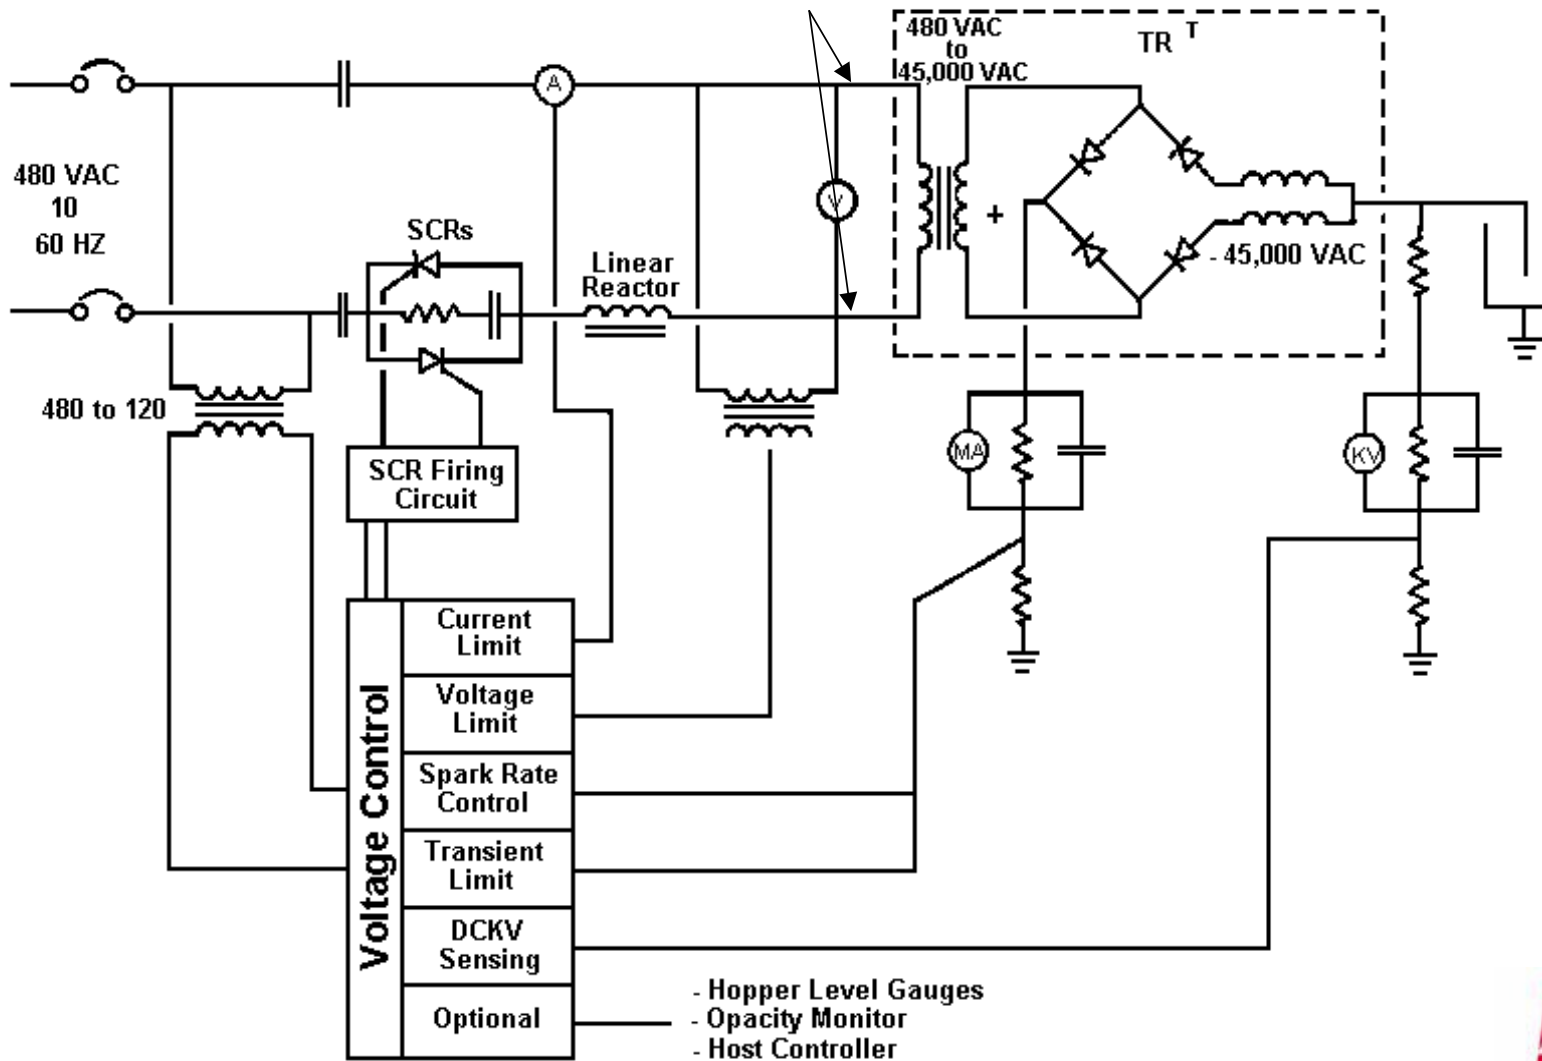 480 VAC
to
45,000 VAC
TR T
480 VAC
10
60 HZ
A
V
+
SCRs
Linear
Reactor
- 45,000 VAC
480 to 120
SCR Firing
Circuit
MA
KV
Voltage Control
Current
Limit
Voltage
Limit
Spark Rate
Control
Transient
Limit
DCKV
Sensing
Optional
- Hopper Level Gauges
- Opacity Monitor
- Host Controller